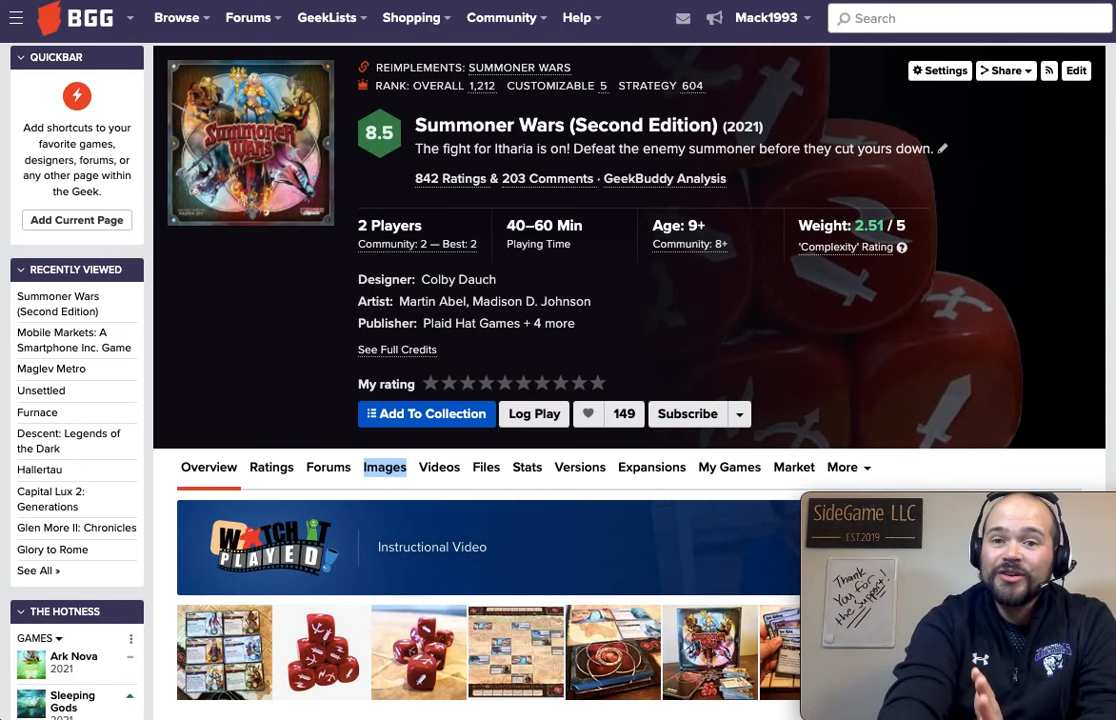 BGG
Browse
Forums
GeekLists
Shopping
Community
Help
Mack1993
Search
QUICKBAR
Add shortcuts to your
favorite games,
designers, forums, or
any other page within
the Geek.
Add Current Page
RECENTLY VIEWED
Summoner Wars
(Second Edition)
Mobile Markets: A
Smartphone Inc. Game
Maglev Metro
Unsettled
Furnace
Descent: Legends of
the Dark
Hallertau
Capital Lux 2:
Generations
Glen More II: Chronicles
Glory to Rome
See All »
THE HOTNESS
GAMES
Ark Nova
2021
Sleeping
Gods
2021
Summoner
Wars
REIMPLEMENTS: SUMMONER WARS
RANK: OVERALL 1,212 CUSTOMIZABLE 5 STRATEGY 604
Settings
Share
Edit
8.5
Summoner Wars (Second Edition) (2021)
The fight for Itharia is on! Defeat the enemy summoner before they cut yours down.
842 Ratings & 203 Comments · GeekBuddy Analysis
2 Players
Community: 2 — Best: 2
40–60 Min
Playing Time
Age: 9+
Community: 8+
Weight: 2.51 / 5
'Complexity' Rating
Designer: Colby Dauch
Artist: Martin Abel, Madison D. Johnson
Publisher: Plaid Hat Games + 4 more
See Full Credits
My rating
Add To Collection
Log Play
149
Subscribe
Overview
Ratings
Forums
Images
Videos
Files
Stats
Versions
Expansions
My Games
Market
More
WATCH IT
PLAYED
Instructional Video
SideGame LLC
EST.2019
Thank
You for
the support!